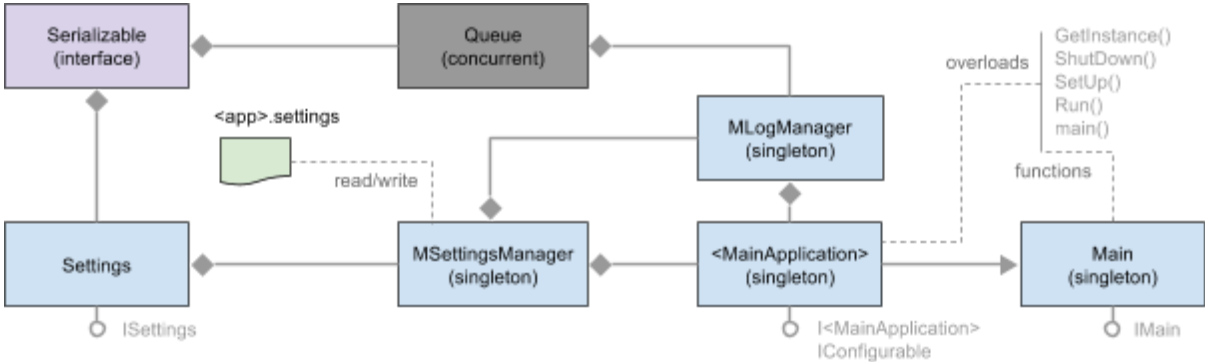 Serializable
(interface)
Queue
(concurrent)
GetInstance()
ShutDown()
SetUp()
Run()
main()
overloads
functions
<app>.settings
read/write
MLogManager
(singleton)
Settings
MSettingsManager
(singleton)
<MainApplication>
(singleton)
Main
(singleton)
ISettings
I<MainApplication>
IConfigurable
IMain